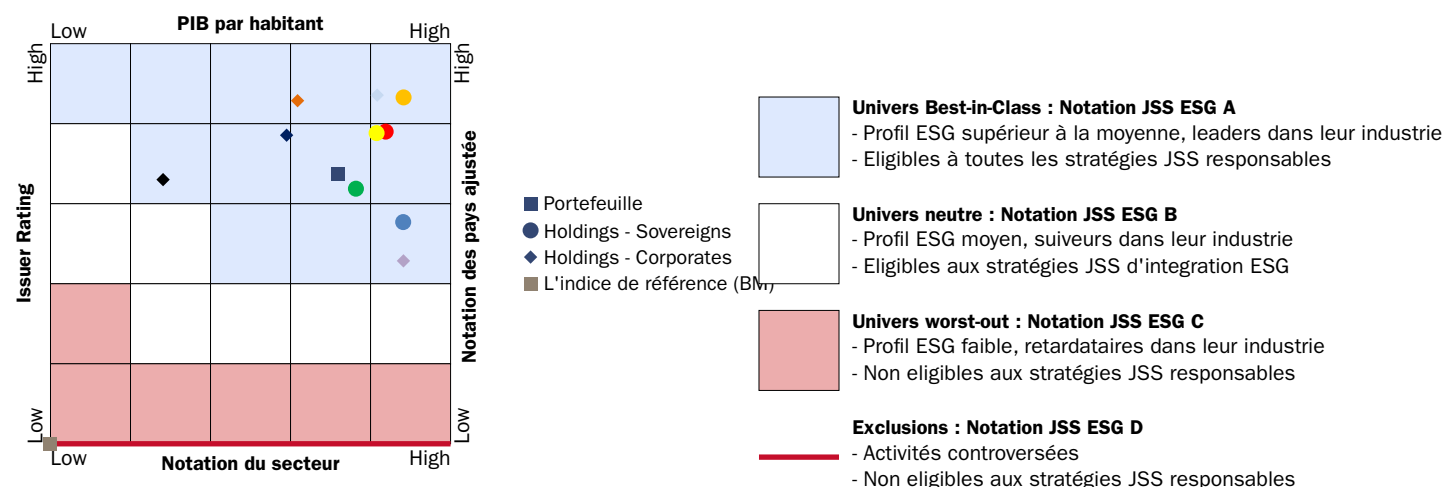 PIB par habitant
Low
High
High
High
Issuer Rating
Notation des pays ajustée
Low
Low
Low
High
Notation du secteur
Portefeuille
Holdings - Sovereigns
Holdings - Corporates
L'indice de référence (BM)
Univers Best-in-Class : Notation JSS ESG A
- Profil ESG supérieur à la moyenne, leaders dans leur industrie
- Eligibles à toutes les stratégies JSS responsables
Univers neutre : Notation JSS ESG B
- Profil ESG moyen, suiveurs dans leur industrie
- Eligibles aux stratégies JSS d'integration ESG
Univers worst-out : Notation JSS ESG C
- Profil ESG faible, retardataires dans leur industrie
- Non eligibles aux stratégies JSS responsables
Exclusions : Notation JSS ESG D
- Activités controversées
- Non eligibles aux stratégies JSS responsables